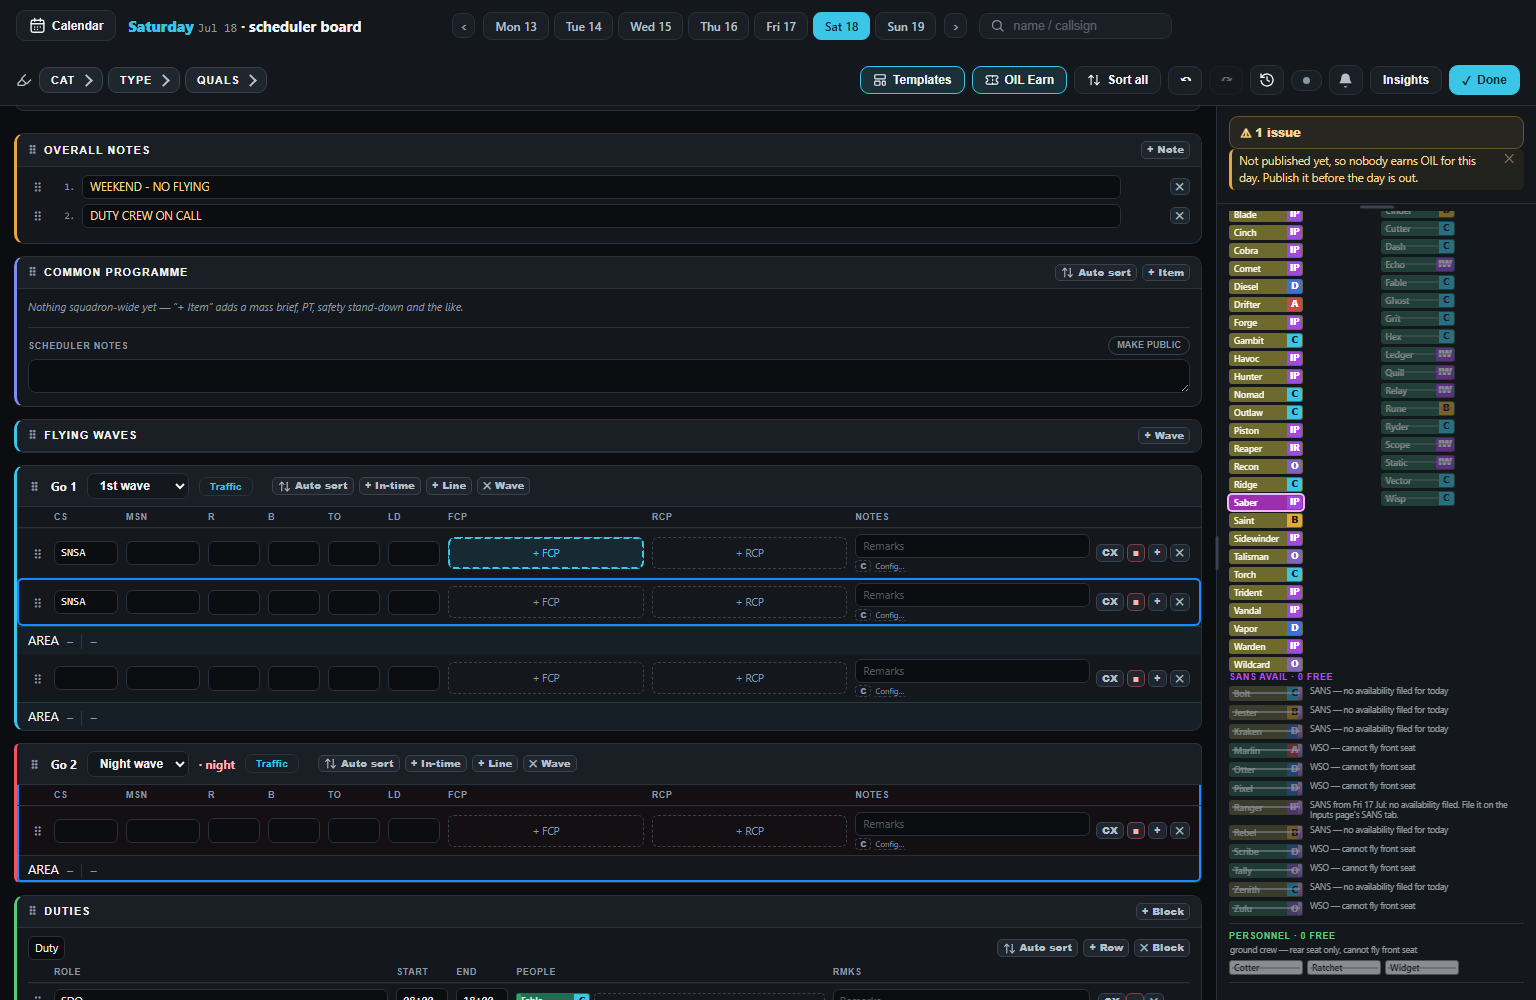 Calendar
Saturday Jul 18 · scheduler board
‹ Mon 13 Tue 14 Wed 15 Thu 16 Fri 17 Sat 18 Sun 19 ›
name / callsign
CAT TYPE QUALS
Templates OIL Earn Sort all Insights ✓ Done
OVERALL NOTES
+ Note
1. WEEKEND - NO FLYING
2. DUTY CREW ON CALL
COMMON PROGRAMME
Auto sort + Item
Nothing squadron-wide yet — "+ Item" adds a mass brief, PT, safety stand-down and the like.
SCHEDULER NOTES
MAKE PUBLIC
FLYING WAVES
+ Wave
Go 1 1st wave Traffic Auto sort + In-time + Line ✕ Wave
CS MSN R B TO LD FCP RCP NOTES
SNSA + FCP + RCP Remarks CX + ✕
C Config...
SNSA + FCP + RCP Remarks CX + ✕
C Config...
AREA – | –
+ FCP + RCP Remarks CX + ✕
C Config...
AREA – | –
Go 2 Night wave · night Traffic Auto sort + In-time + Line ✕ Wave
CS MSN R B TO LD FCP RCP NOTES
+ FCP + RCP Remarks CX + ✕
C Config...
AREA – | –
DUTIES
+ Block
Duty
Auto sort + Row ✕ Block
ROLE START END PEOPLE RMKS
⚠ 1 issue
Not published yet, so nobody earns OIL for this
day. Publish it before the day is out.
Blade IP
Cinch IP
Cobra IP
Comet IP
Diesel D
Drifter A
Forge IP
Gambit C
Havoc IP
Hunter IP
Nomad C
Outlaw C
Piston IP
Reaper IR
Recon O
Ridge C
Saber IP
Saint B
Sidewinder IP
Talisman O
Torch C
Trident IP
Vandal IP
Vapor D
Warden IP
Wildcard O
Cinder
Cutter C
Dash C
Echo
Fable C
Ghost C
Grit C
Hex C
Ledger
Quill
Relay
Rune B
Ryder C
Scope
Static
Vector C
Wisp C
SANS AVAIL · 0 FREE
Bolt C SANS — no availability filed for today
Jester B SANS — no availability filed for today
Kraken D SANS — no availability filed for today
Marlin A WSO — cannot fly front seat
Otter D WSO — cannot fly front seat
Pixel D WSO — cannot fly front seat
Ranger IP SANS from Fri 17 Jul: no availability filed. File it on the
Inputs page's SANS tab.
Rebel B SANS — no availability filed for today
Scribe D WSO — cannot fly front seat
Tally O WSO — cannot fly front seat
Zenith C SANS — no availability filed for today
Zulu O WSO — cannot fly front seat
PERSONNEL · 0 FREE
ground crew — rear seat only, cannot fly front seat
Cotter Ratchet Widget